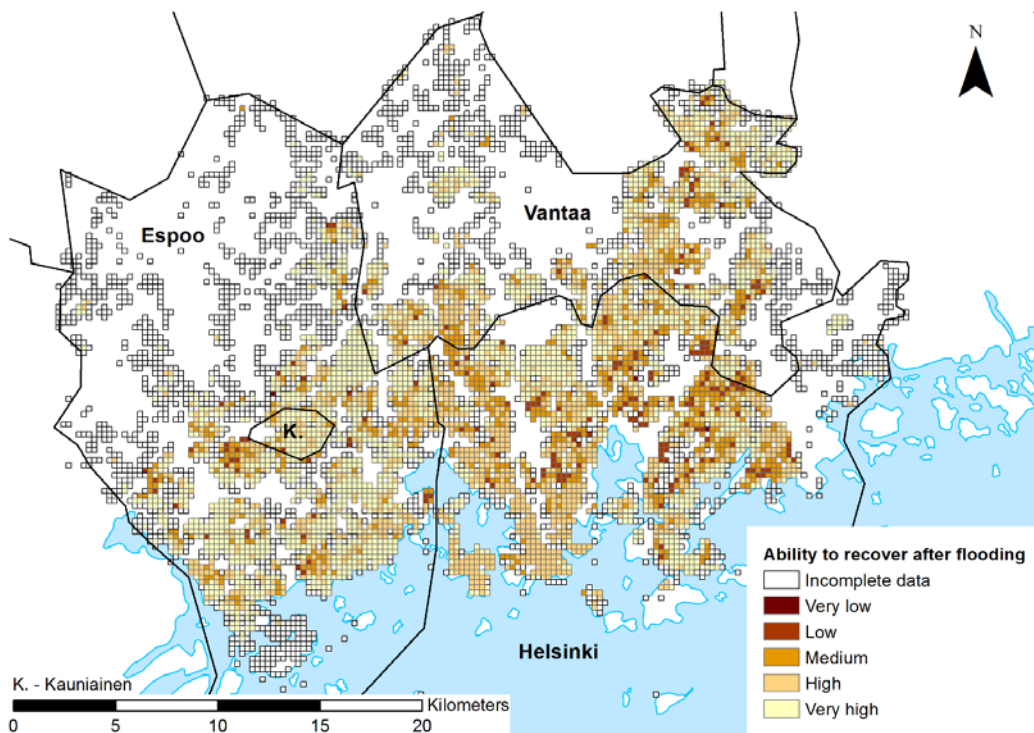 N
Vantaa
Espoo
K.
Ability to recover after flooding
Incomplete data
Very low
Low
Medium
High
Very high
Helsinki
K. - Kauniainen
Kilometers
0 5 10 15 20